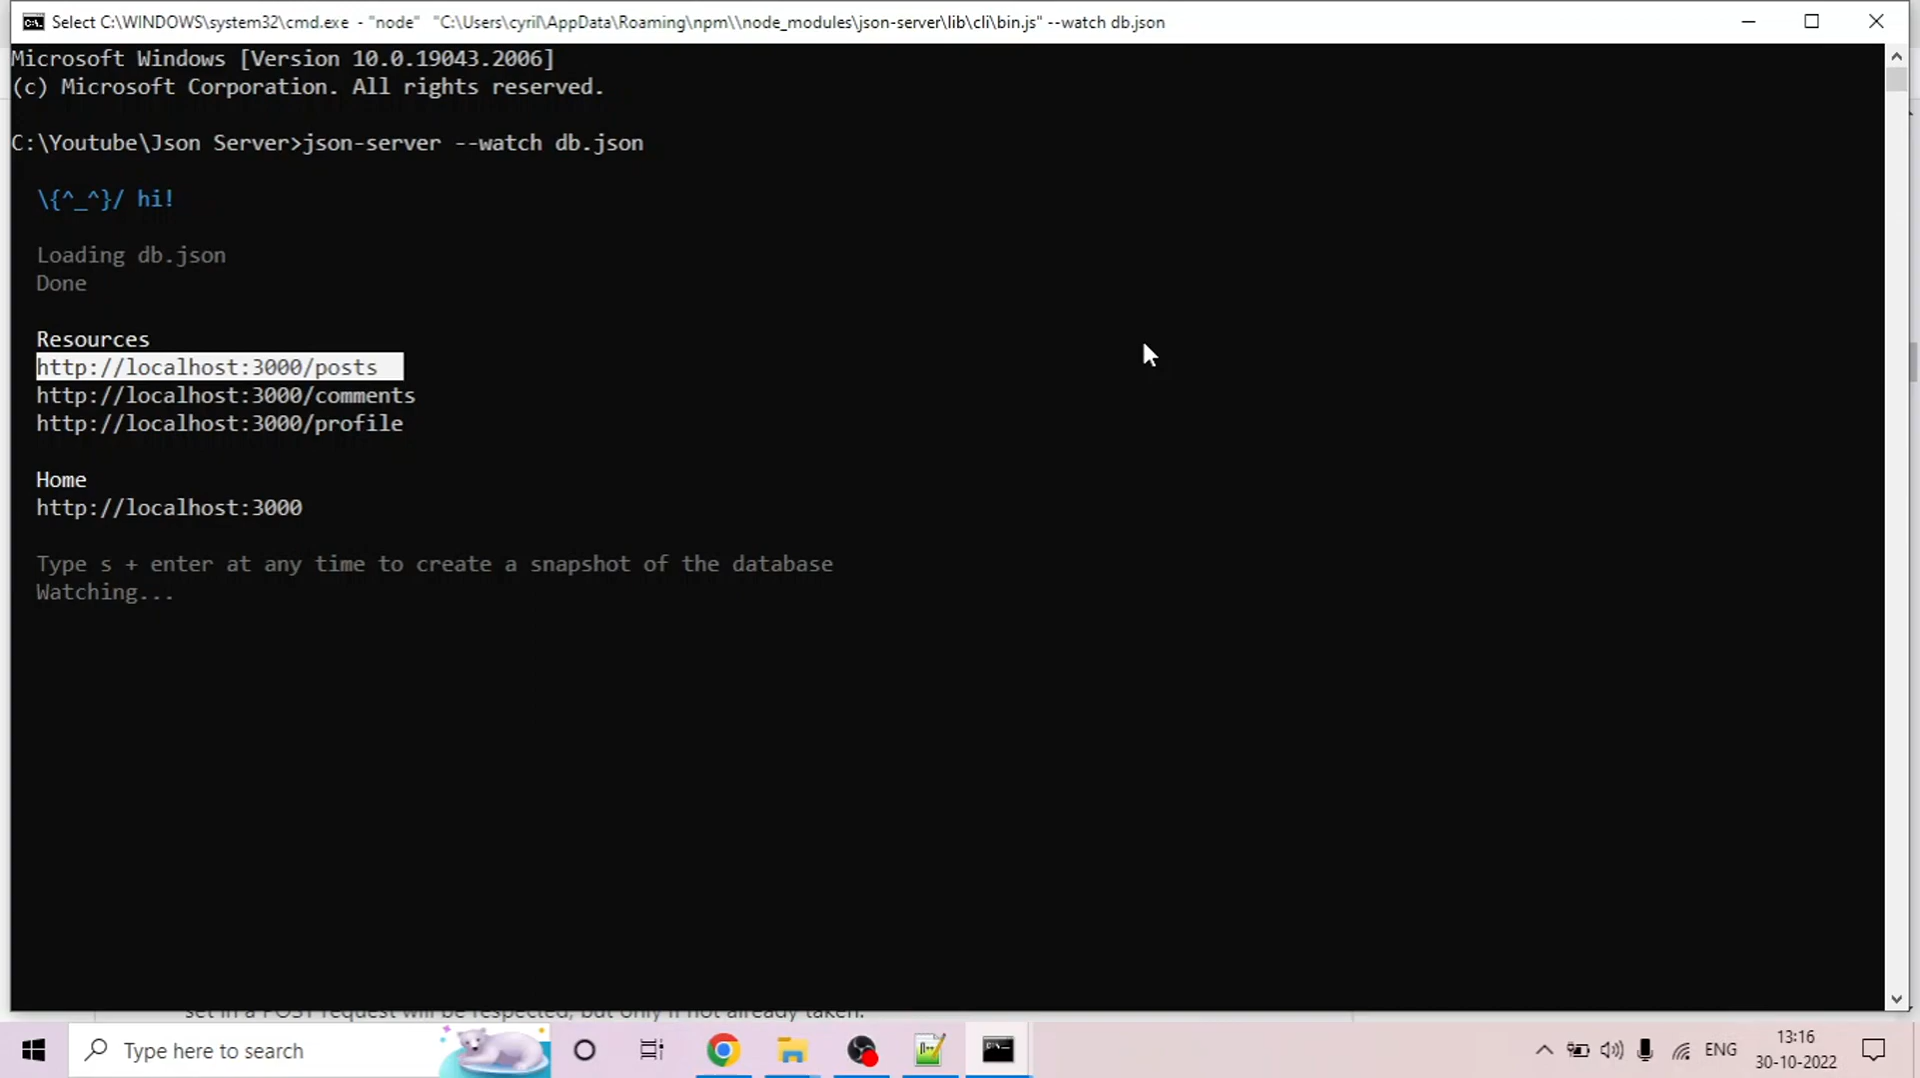 Select C:\WINDOWS\system32\cmd.exe - "node" "C:\Users\cyril\AppData\Roaming\npm\\node_modules\json-server\lib\cli\bin.js" --watch db.json
Microsoft Windows [Version 10.0.19043.2006]
(c) Microsoft Corporation. All rights reserved.
C:\Youtube\Json Server>json-server --watch db.json
\{^_^}/ hi!
Loading db.json
Done
Resources
http://localhost:3000/posts
http://localhost:3000/comments
http://localhost:3000/profile
Home
http://localhost:3000
Type s + enter at any time to create a snapshot of the database
Watching...
set in a POST request will be respected, but only if not already taken.
Type here to search
ENG
13:16
30-10-2022